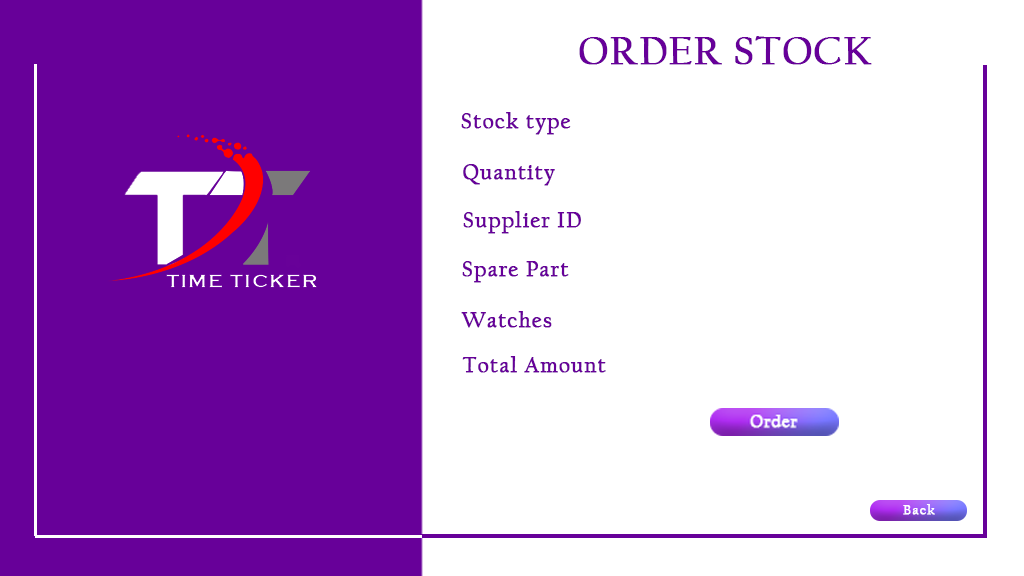 ORDER STOCK
Stock type
Quantity
Supplier ID
Spare Part
Watches
Total Amount
Order
Back
TT
TIME TICKER